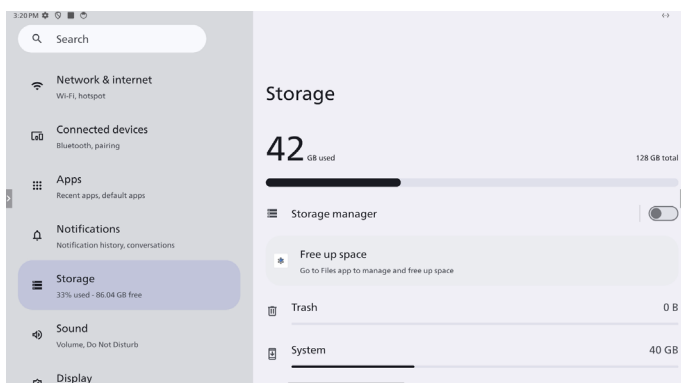 3:20 PM
Search
Network & internet
Wi-Fi, hotspot
Connected devices
Bluetooth, pairing
Apps
Recent apps, default apps
Notifications
Notification history, conversations
Storage
33% used - 86.04 GB free
Sound
Volume, Do Not Disturb
Display
Storage
42 GB used
128 GB total
Storage manager
Free up space
Go to Files app to manage and free up space
Trash
0 B
System
40 GB